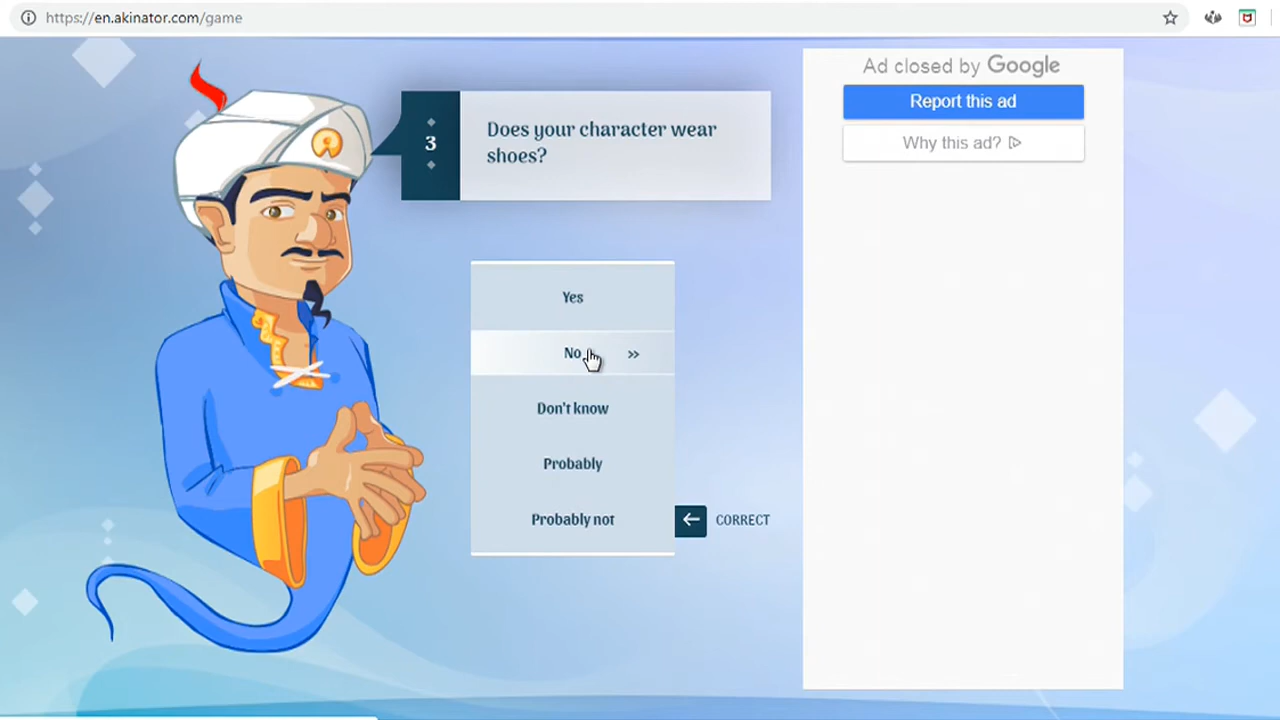 https://en.akinator.com/game
3
Does your character wear
shoes?
Yes
No »
Don't know
Probably
Probably not
CORRECT
Ad closed by Google
Report this ad
Why this ad?